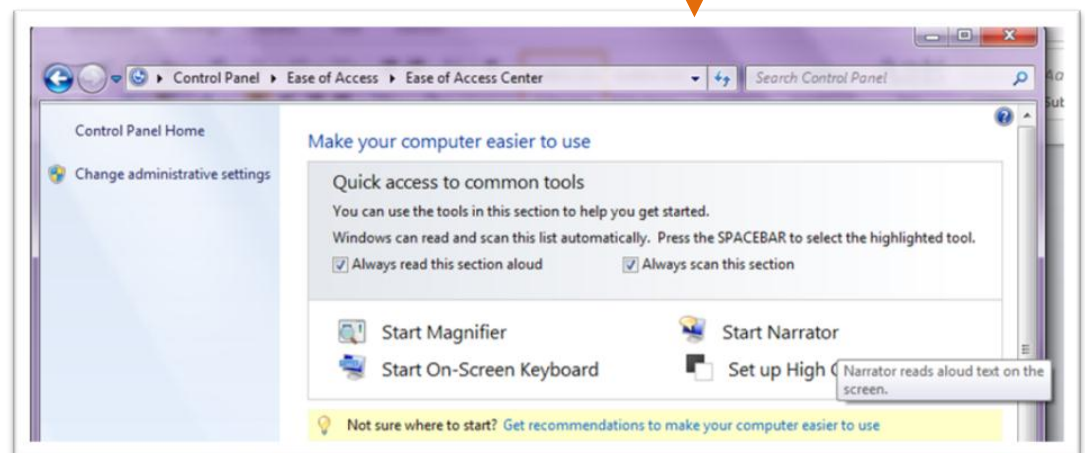 Control Panel ▸ Ease of Access ▸ Ease of Access Center
Search Control Panel
Control Panel Home
Change administrative settings
Make your computer easier to use
Quick access to common tools
You can use the tools in this section to help you get started.
Windows can read and scan this list automatically. Press the SPACEBAR to select the highlighted tool.
Always read this section aloud
Always scan this section
Start Magnifier
Start Narrator
Start On-Screen Keyboard
Set up High
Narrator reads aloud text on the
screen.
Not sure where to start? Get recommendations to make your computer easier to use